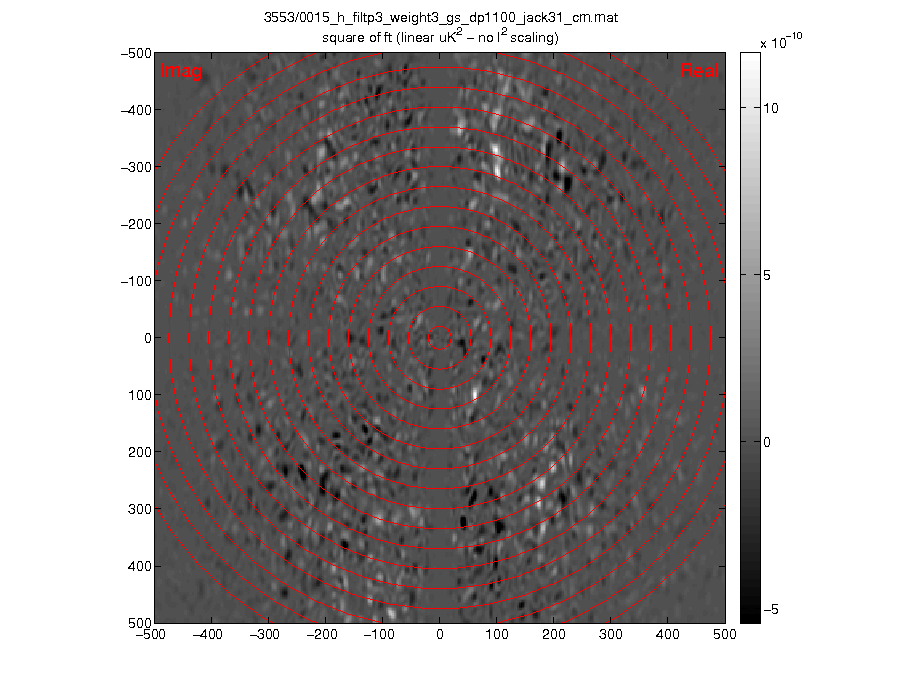 3553/0015_h_filtp3_weight3_gs_dp1100_jack31_cm.mat
square of ft (linear uK² – no l² scaling)
x 10⁻¹⁰
Imag
Real
−500
−400
−300
−200
−100
0
100
200
300
400
500
−500 −400 −300 −200 −100 0 100 200 300 400 500
10
5
0
−5